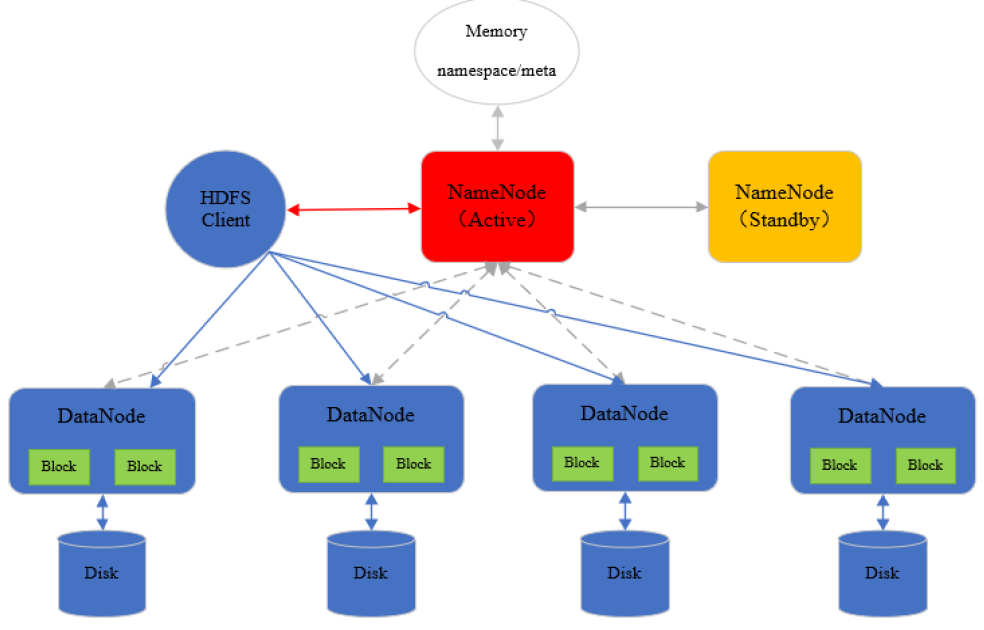 Memory
namespace/meta
HDFS
Client
NameNode
（Active）
NameNode
（Standby）
DataNode
Block
Block
DataNode
Block
Block
DataNode
Block
Block
DataNode
Block
Block
Disk
Disk
Disk
Disk